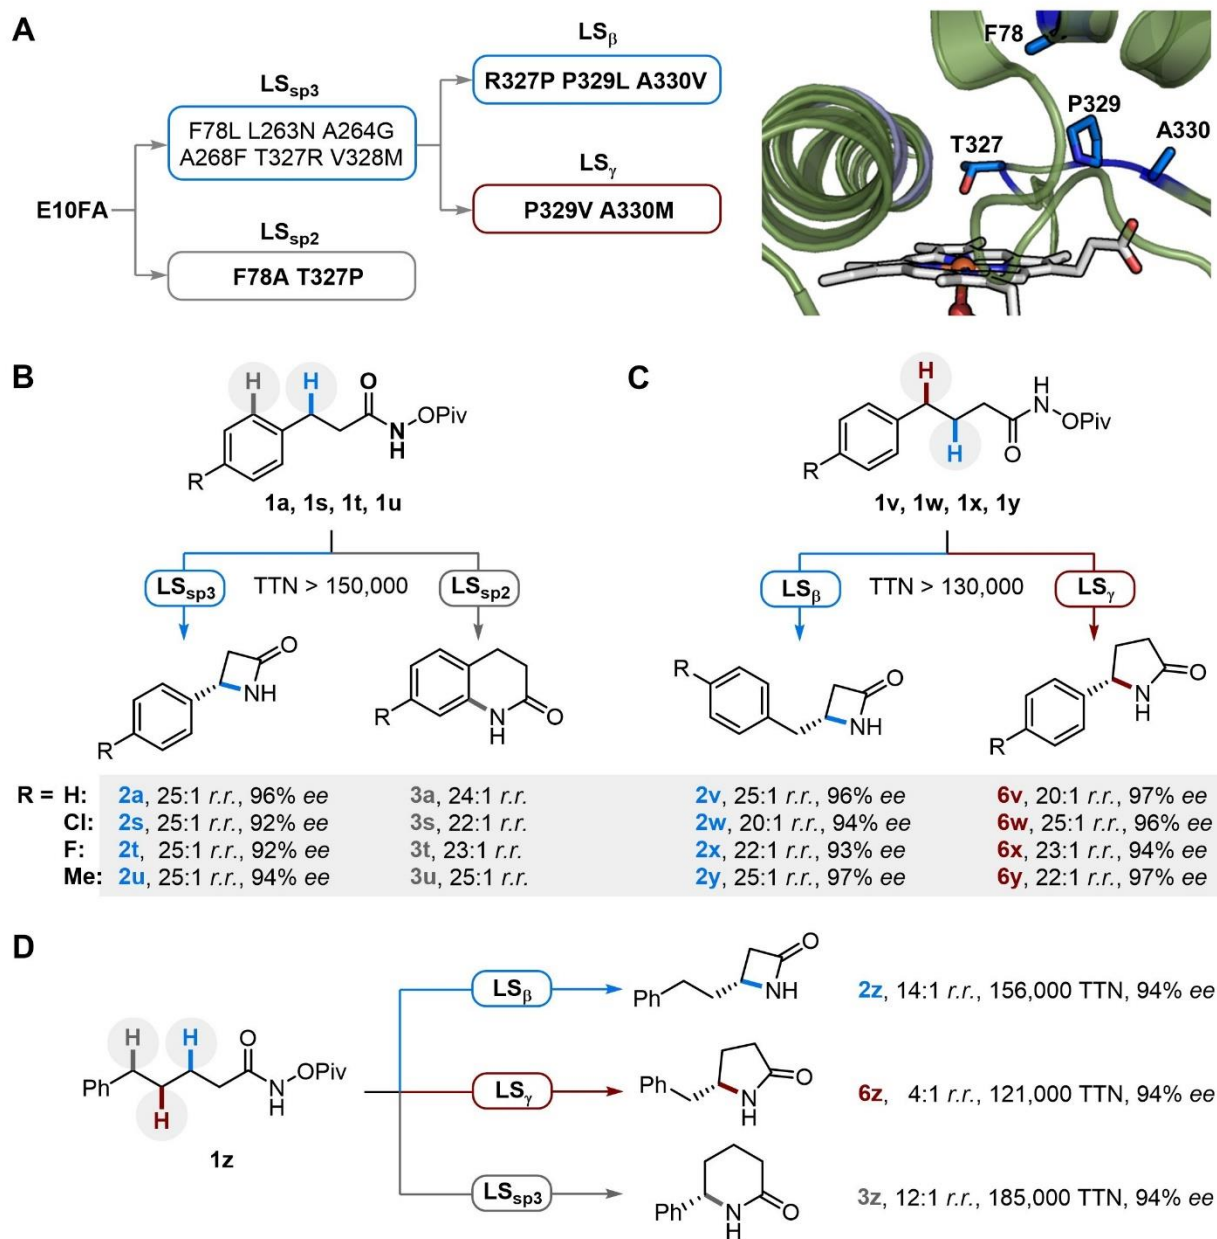 A
LSsp3
F78L L263N A264G
A268F T327R V328M
E10FA
LSsp2
F78A T327P
LSβ
R327P P329L A330V
LSγ
P329V A330M
F78
P329
T327
A330
B
H H O
OPiv
N
H
R
1a, 1s, 1t, 1u
LSsp3 TTN > 150,000 LSsp2
O
NH
R
R
N
H
O
C
H
H
N
OPiv
O
H
R
1v, 1w, 1x, 1y
LSβ TTN > 130,000 LSγ
R
O
NH
O
N
H
R
R = H: 2a, 25:1 r.r., 96% ee 3a, 24:1 r.r. 2v, 25:1 r.r., 96% ee 6v, 20:1 r.r., 97% ee
Cl: 2s, 25:1 r.r., 92% ee 3s, 22:1 r.r. 2w, 20:1 r.r., 94% ee 6w, 25:1 r.r., 96% ee
F: 2t, 25:1 r.r., 92% ee 3t, 23:1 r.r. 2x, 22:1 r.r., 93% ee 6x, 23:1 r.r., 94% ee
Me: 2u, 25:1 r.r., 94% ee 3u, 25:1 r.r. 2y, 25:1 r.r., 97% ee 6y, 22:1 r.r., 97% ee
D
H H O
OPiv
Ph
N
H
H
1z
LSβ
O
Ph
NH
2z, 14:1 r.r., 156,000 TTN, 94% ee
LSγ
Ph
O
N
H
6z, 4:1 r.r., 121,000 TTN, 94% ee
LSsp3
Ph
N
H
O
3z, 12:1 r.r., 185,000 TTN, 94% ee